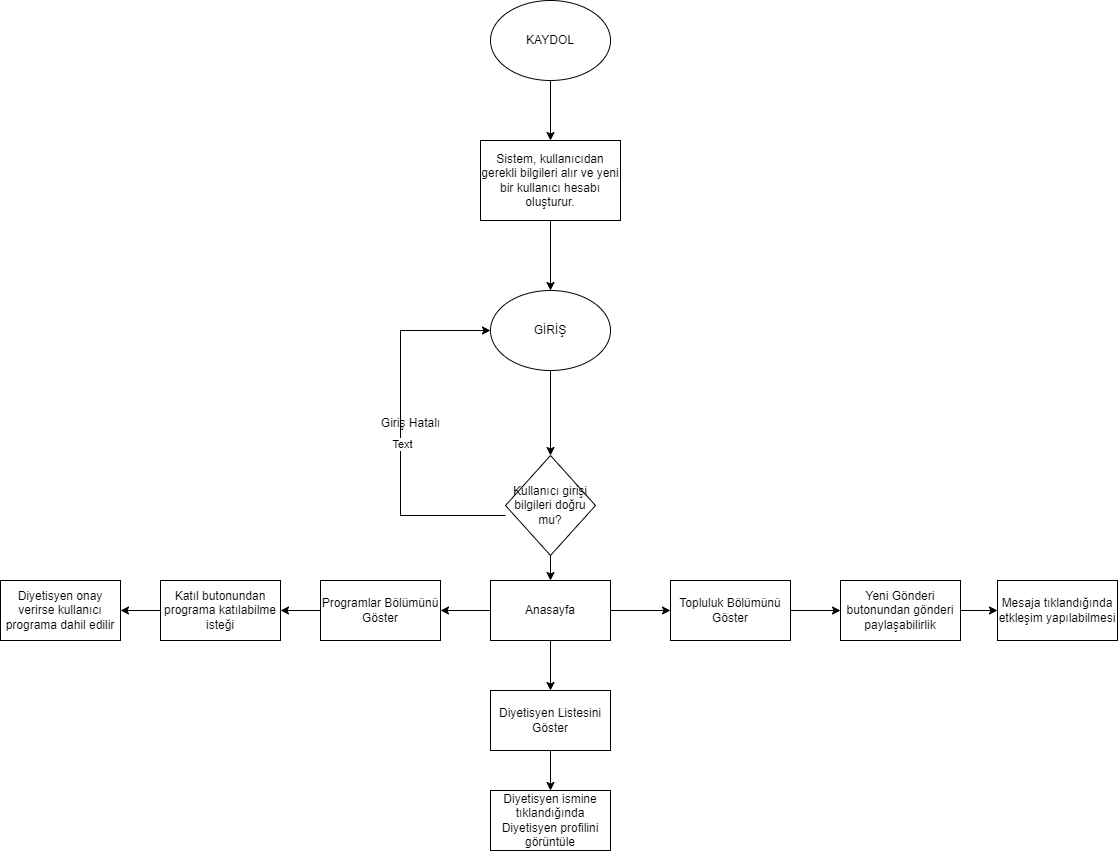 KAYDOL
Sistem, kullanıcıdan
gerekli bilgileri alır ve yeni
bir kullanıcı hesabı
oluşturur.
GİRİŞ
Giriş Hatalı
Text
Kullanıcı girişi
bilgileri doğru
mu?
Diyetisyen onay
verirse kullanıcı
programa dahil edilir
Katıl butonundan
programa katılabilme
isteği
Programlar Bölümünü
Göster
Anasayfa
Topluluk Bölümünü
Göster
Yeni Gönderi
butonundan gönderi
paylaşabilirlik
Mesaja tıklandığında
etkleşim yapılabilmesi
Diyetisyen Listesini
Göster
Diyetisyen ismine
tıklandığında
Diyetisyen profilini
görüntüle